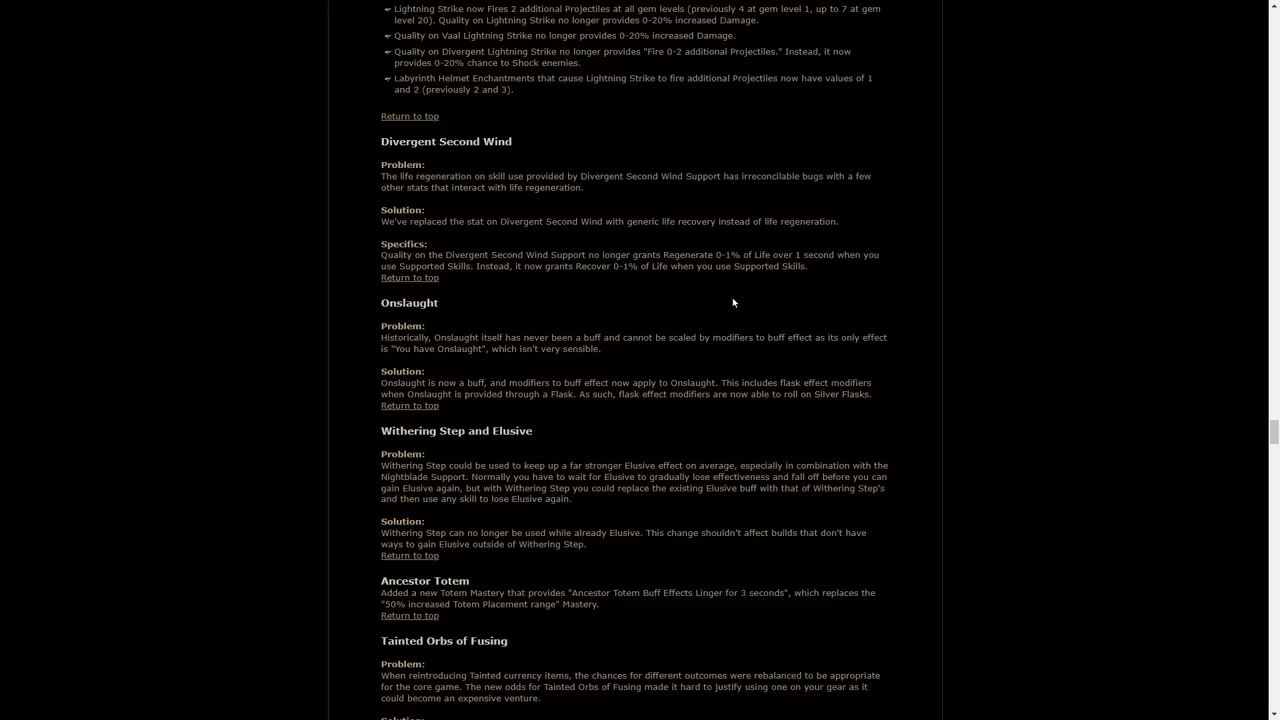 Lightning Strike now Fires 2 additional Projectiles at all gem levels (previously 4 at gem level 1, up to 7 at gem
level 20). Quality on Lightning Strike no longer provides 0-20% increased Damage.
Quality on Vaal Lightning Strike no longer provides 0-20% increased Damage.
Quality on Divergent Lightning Strike no longer provides "Fire 0-2 additional Projectiles." Instead, it now
provides 0-20% chance to Shock enemies.
Labyrinth Helmet Enchantments that cause Lightning Strike to fire additional Projectiles now have values of 1
and 2 (previously 2 and 3).
Return to top
Divergent Second Wind
Problem:
The life regeneration on skill use provided by Divergent Second Wind Support has irreconcilable bugs with a few
other stats that interact with life regeneration.
Solution:
We've replaced the stat on Divergent Second Wind with generic life recovery instead of life regeneration.
Specifics:
Quality on the Divergent Second Wind Support no longer grants Regenerate 0-1% of Life over 1 second when you
use Supported Skills. Instead, it now grants Recover 0-1% of Life when you use Supported Skills.
Return to top
Onslaught
Problem:
Historically, Onslaught itself has never been a buff and cannot be scaled by modifiers to buff effect as its only effect
is "You have Onslaught", which isn't very sensible.
Solution:
Onslaught is now a buff, and modifiers to buff effect now apply to Onslaught. This includes flask effect modifiers
when Onslaught is provided through a Flask. As such, flask effect modifiers are now able to roll on Silver Flasks.
Return to top
Withering Step and Elusive
Problem:
Withering Step could be used to keep up a far stronger Elusive effect on average, especially in combination with the
Nightblade Support. Normally you have to wait for Elusive to gradually lose effectiveness and fall off before you can
gain Elusive again, but with Withering Step you could replace the existing Elusive buff with that of Withering Step's
and then use any skill to lose Elusive again.
Solution:
Withering Step can no longer be used while already Elusive. This change shouldn't affect builds that don't have
ways to gain Elusive outside of Withering Step.
Return to top
Ancestor Totem
Added a new Totem Mastery that provides "Ancestor Totem Buff Effects Linger for 3 seconds", which replaces the
"50% increased Totem Placement range" Mastery.
Return to top
Tainted Orbs of Fusing
Problem:
When reintroducing Tainted currency items, the chances for different outcomes were rebalanced to be appropriate
for the core game. The new odds for Tainted Orbs of Fusing made it hard to justify using one on your gear as it
could become an expensive venture.